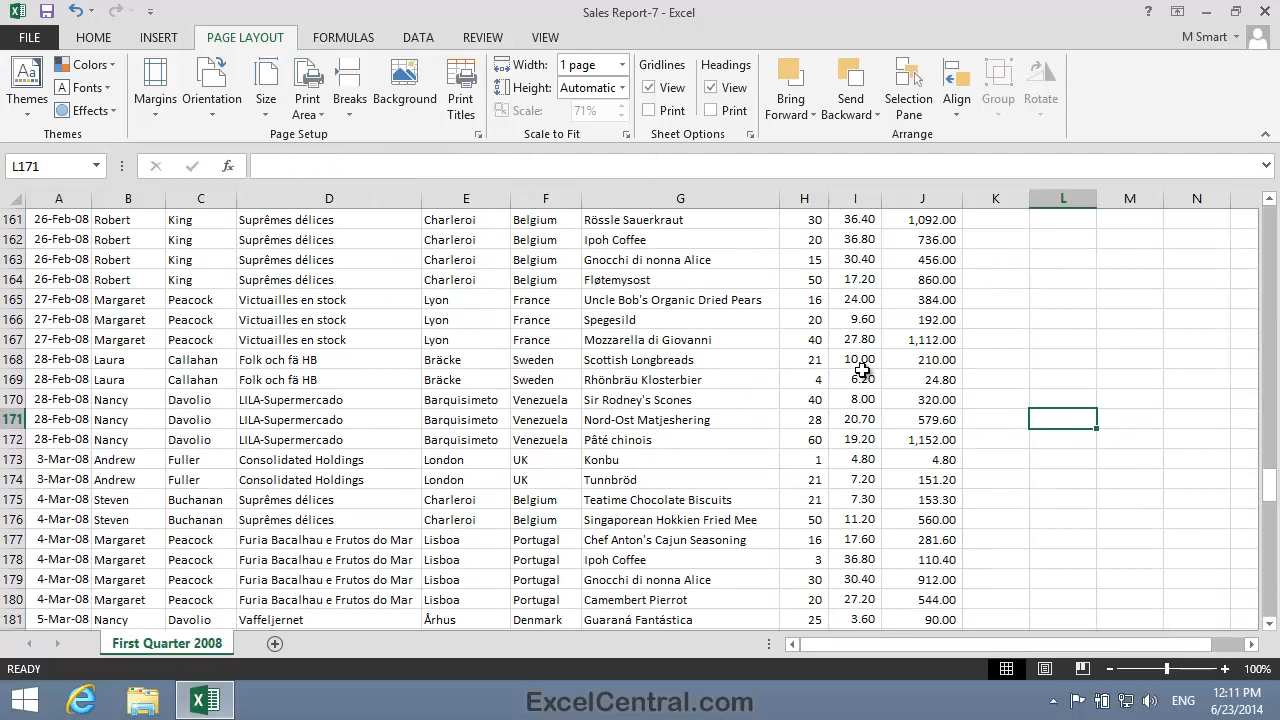 Sales Report-7 - Excel
FILE HOME INSERT PAGE LAYOUT FORMULAS DATA REVIEW VIEW M Smart
Themes Colors Fonts Effects Margins Orientation Size Print Area Breaks Background Print Titles Width: 1 page Height: Automatic Scale: 71% Gridlines View Print Headings View Print Bring Forward Send Backward Selection Pane Align Group Rotate
Themes Page Setup Scale to Fit Sheet Options Arrange
L171 fx
A B C D E F G H I J K L M N
161 26-Feb-08 Robert King Suprêmes délices Charleroi Belgium Rössle Sauerkraut 30 36.40 1,092.00
162 26-Feb-08 Robert King Suprêmes délices Charleroi Belgium Ipoh Coffee 20 36.80 736.00
163 26-Feb-08 Robert King Suprêmes délices Charleroi Belgium Gnocchi di nonna Alice 15 30.40 456.00
164 26-Feb-08 Robert King Suprêmes délices Charleroi Belgium Fløtemysost 50 17.20 860.00
165 27-Feb-08 Margaret Peacock Victuailles en stock Lyon France Uncle Bob's Organic Dried Pears 16 24.00 384.00
166 27-Feb-08 Margaret Peacock Victuailles en stock Lyon France Spegesild 20 9.60 192.00
167 27-Feb-08 Margaret Peacock Victuailles en stock Lyon France Mozzarella di Giovanni 40 27.80 1,112.00
168 28-Feb-08 Laura Callahan Folk och fä HB Bräcke Sweden Scottish Longbreads 21 10.00 210.00
169 28-Feb-08 Laura Callahan Folk och fä HB Bräcke Sweden Rhönbräu Klosterbier 4 6.20 24.80
170 28-Feb-08 Nancy Davolio LILA-Supermercado Barquisimeto Venezuela Sir Rodney's Scones 40 8.00 320.00
171 28-Feb-08 Nancy Davolio LILA-Supermercado Barquisimeto Venezuela Nord-Ost Matjeshering 28 20.70 579.60
172 28-Feb-08 Nancy Davolio LILA-Supermercado Barquisimeto Venezuela Pâté chinois 60 19.20 1,152.00
173 3-Mar-08 Andrew Fuller Consolidated Holdings London UK Konbu 1 4.80 4.80
174 3-Mar-08 Andrew Fuller Consolidated Holdings London UK Tunnbröd 21 7.20 151.20
175 4-Mar-08 Steven Buchanan Suprêmes délices Charleroi Belgium Teatime Chocolate Biscuits 21 7.30 153.30
176 4-Mar-08 Steven Buchanan Suprêmes délices Charleroi Belgium Singaporean Hokkien Fried Mee 50 11.20 560.00
177 4-Mar-08 Margaret Peacock Furia Bacalhau e Frutos do Mar Lisboa Portugal Chef Anton's Cajun Seasoning 16 17.60 281.60
178 4-Mar-08 Margaret Peacock Furia Bacalhau e Frutos do Mar Lisboa Portugal Ipoh Coffee 3 36.80 110.40
179 4-Mar-08 Margaret Peacock Furia Bacalhau e Frutos do Mar Lisboa Portugal Gnocchi di nonna Alice 30 30.40 912.00
180 4-Mar-08 Margaret Peacock Furia Bacalhau e Frutos do Mar Lisboa Portugal Camembert Pierrot 20 27.20 544.00
181 5-Mar-08 Nancy Davolio Vaffeljernet Århus Denmark Guaraná Fantástica 25 3.60 90.00
First Quarter 2008
READY 100%
ExcelCentral.com ENG 12:11 PM
6/23/2014